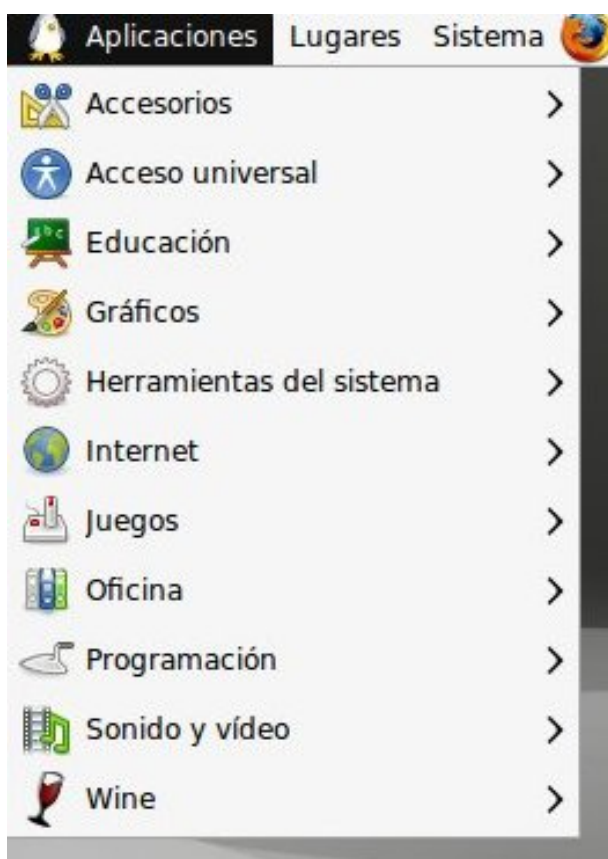 Aplicaciones Lugares Sistema
Accesorios
Acceso universal
Educación
Gráficos
Herramientas del sistema
Internet
Juegos
Oficina
Programación
Sonido y vídeo
Wine